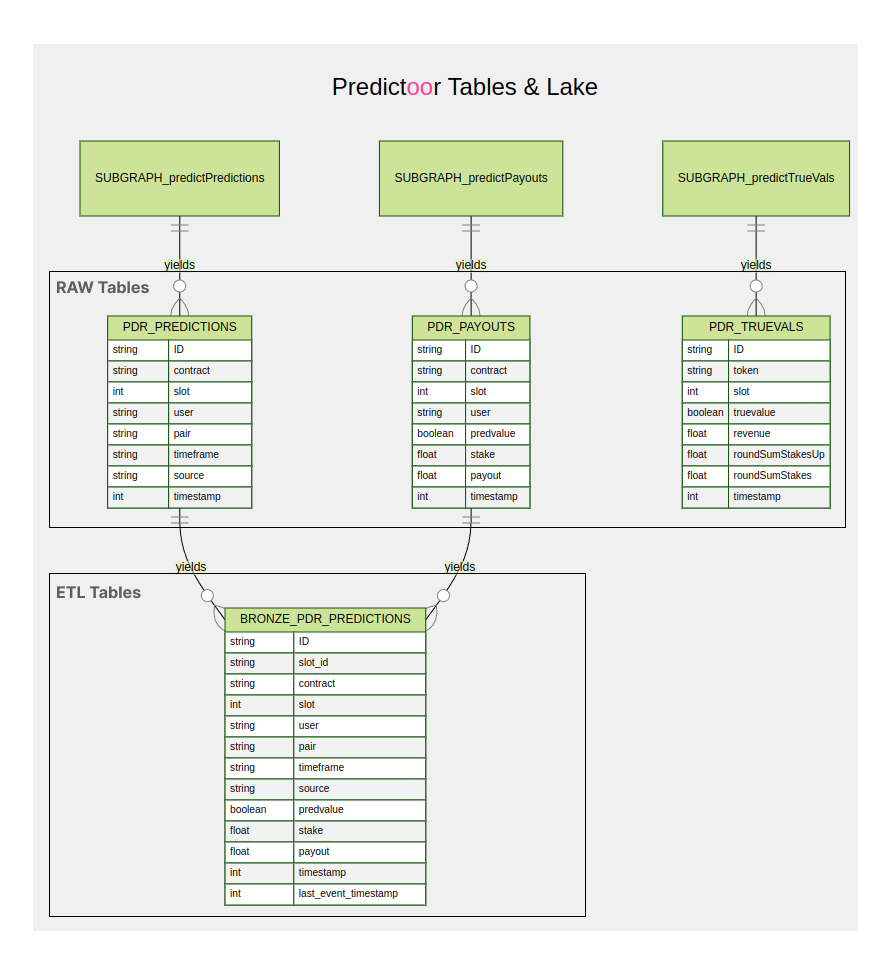 Predictoor Tables & Lake
SUBGRAPH_predictPredictions
SUBGRAPH_predictPayouts
SUBGRAPH_predictTrueVals
yields
yields
yields
RAW Tables
PDR_PREDICTIONS
string ID
string contract
int slot
string user
string pair
string timeframe
string source
int timestamp
PDR_PAYOUTS
string ID
string contract
int slot
string user
boolean predvalue
float stake
float payout
int timestamp
PDR_TRUEVALS
string ID
string token
int slot
boolean truevalue
float revenue
float roundSumStakesUp
float roundSumStakes
int timestamp
yields
yields
ETL Tables
BRONZE_PDR_PREDICTIONS
string ID
string slot_id
string contract
int slot
string user
string pair
string timeframe
string source
boolean predvalue
float stake
float payout
int timestamp
int last_event_timestamp